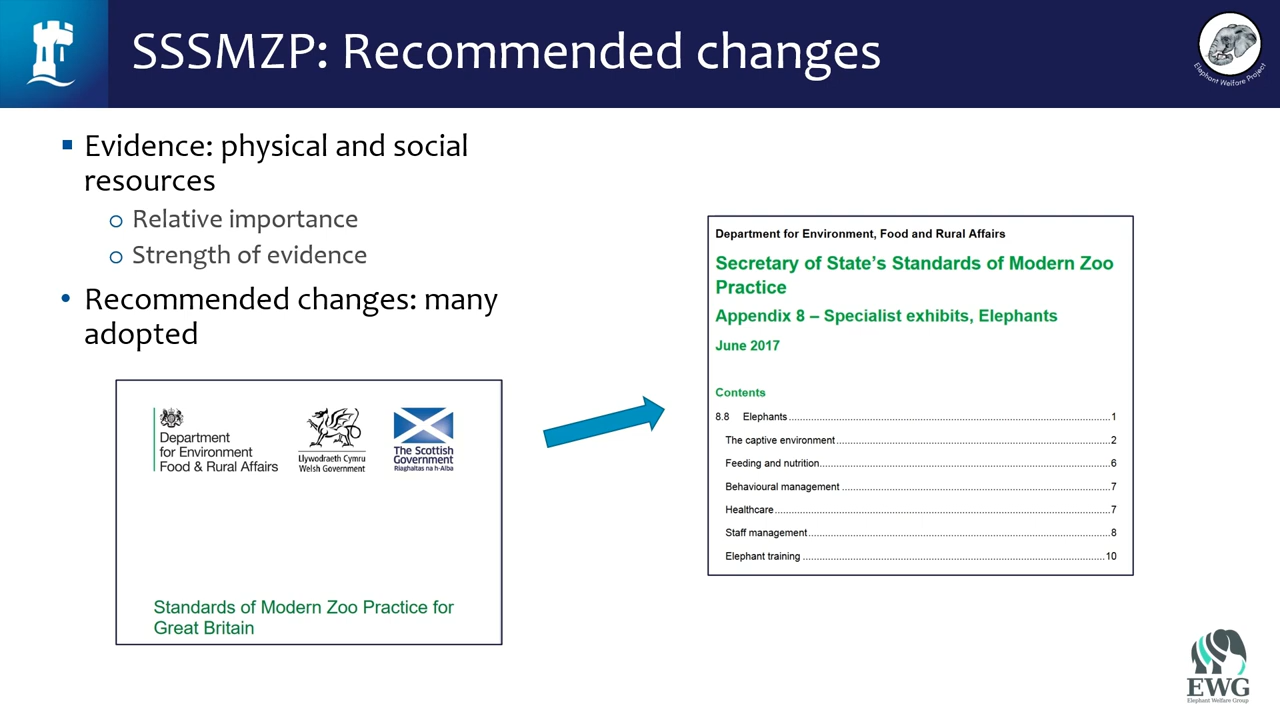 SSSMZP: Recommended changes
Elephant Welfare Project
Evidence: physical and social
resources
Relative importance
Strength of evidence
Recommended changes: many
adopted
Department
for Environment
Food & Rural Affairs
Llywodraeth Cymru
Welsh Government
The Scottish
Government
Riaghaltas na h-Alba
Standards of Modern Zoo Practice for
Great Britain
Department for Environment, Food and Rural Affairs
Secretary of State’s Standards of Modern Zoo
Practice
Appendix 8 – Specialist exhibits, Elephants
June 2017
Contents
8.8 Elephants 1
The captive environment 2
Feeding and nutrition 6
Behavioural management 7
Healthcare 7
Staff management 8
Elephant training 10
EWG
Elephant Welfare Group